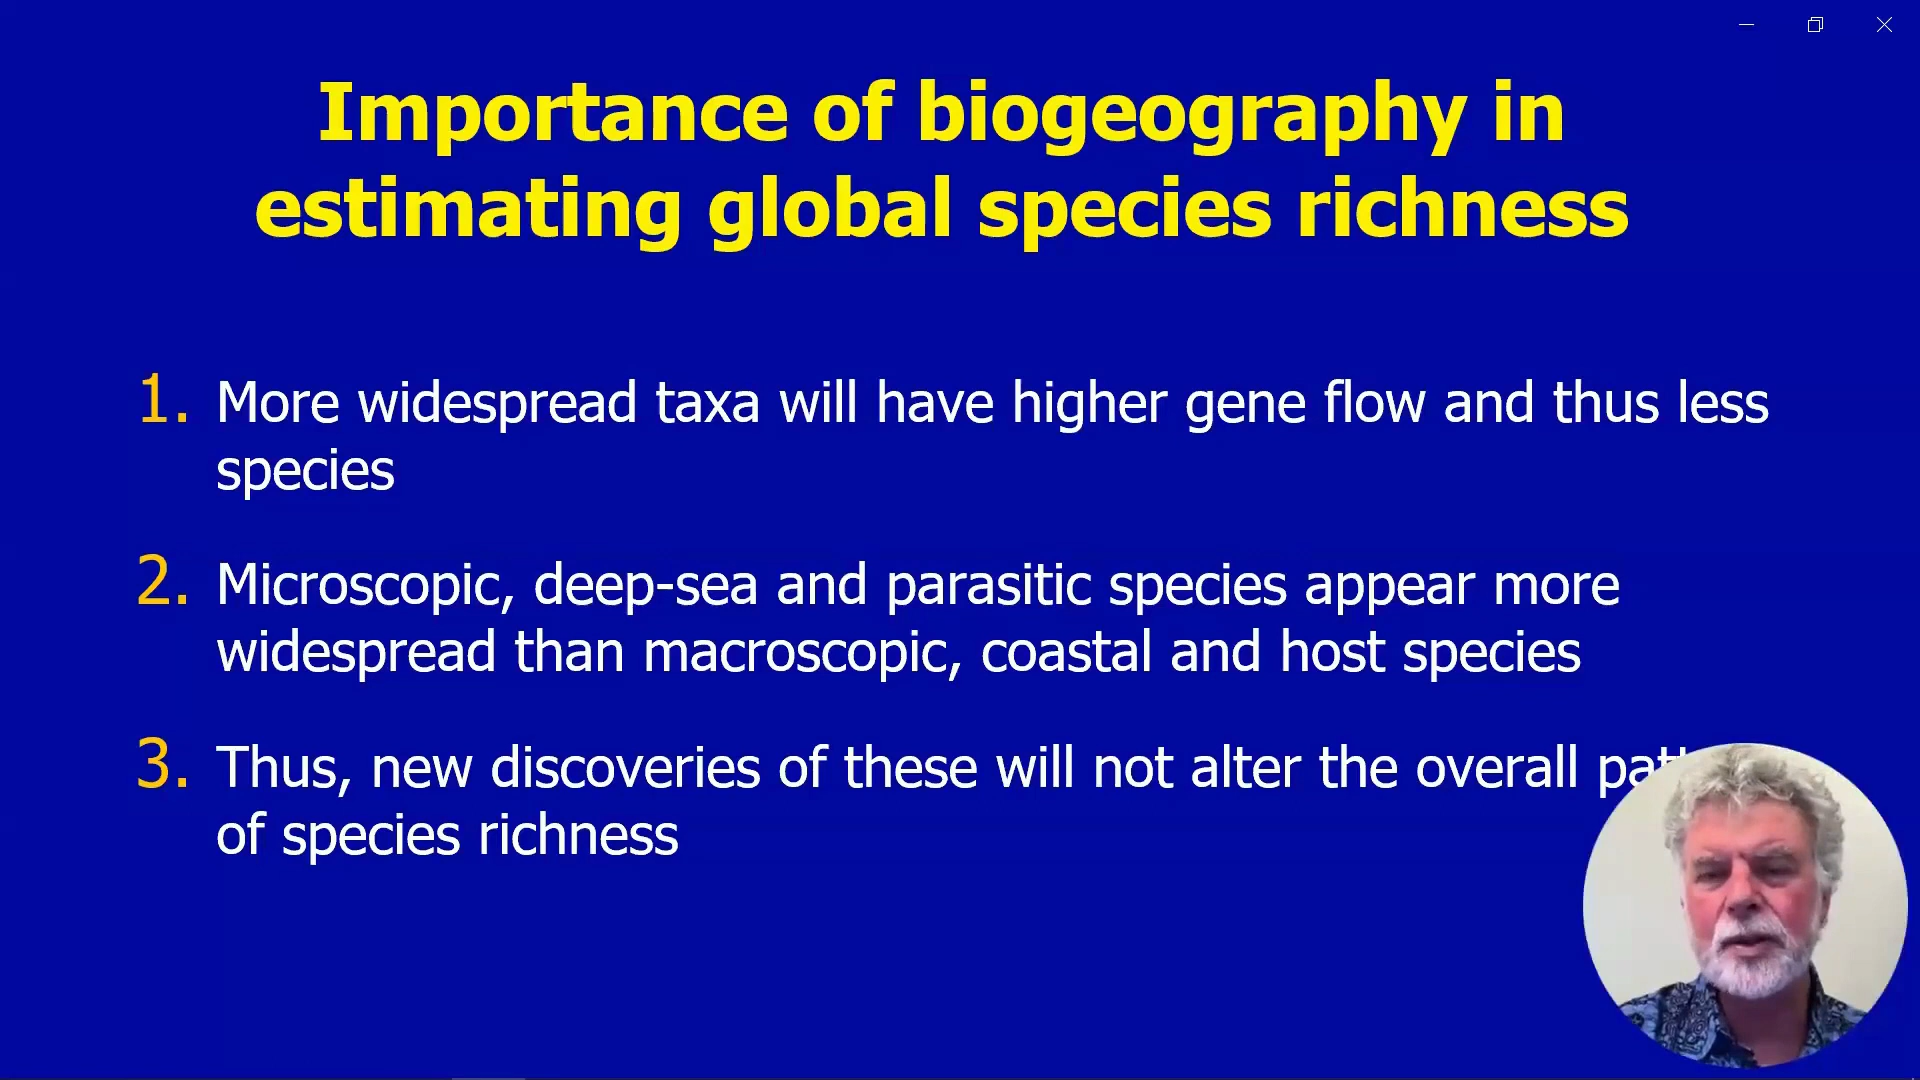 Importance of biogeography in
estimating global species richness
1. More widespread taxa will have higher gene flow and thus less
species
2. Microscopic, deep-sea and parasitic species appear more
widespread than macroscopic, coastal and host species
3. Thus, new discoveries of these will not alter the overall
of species richness